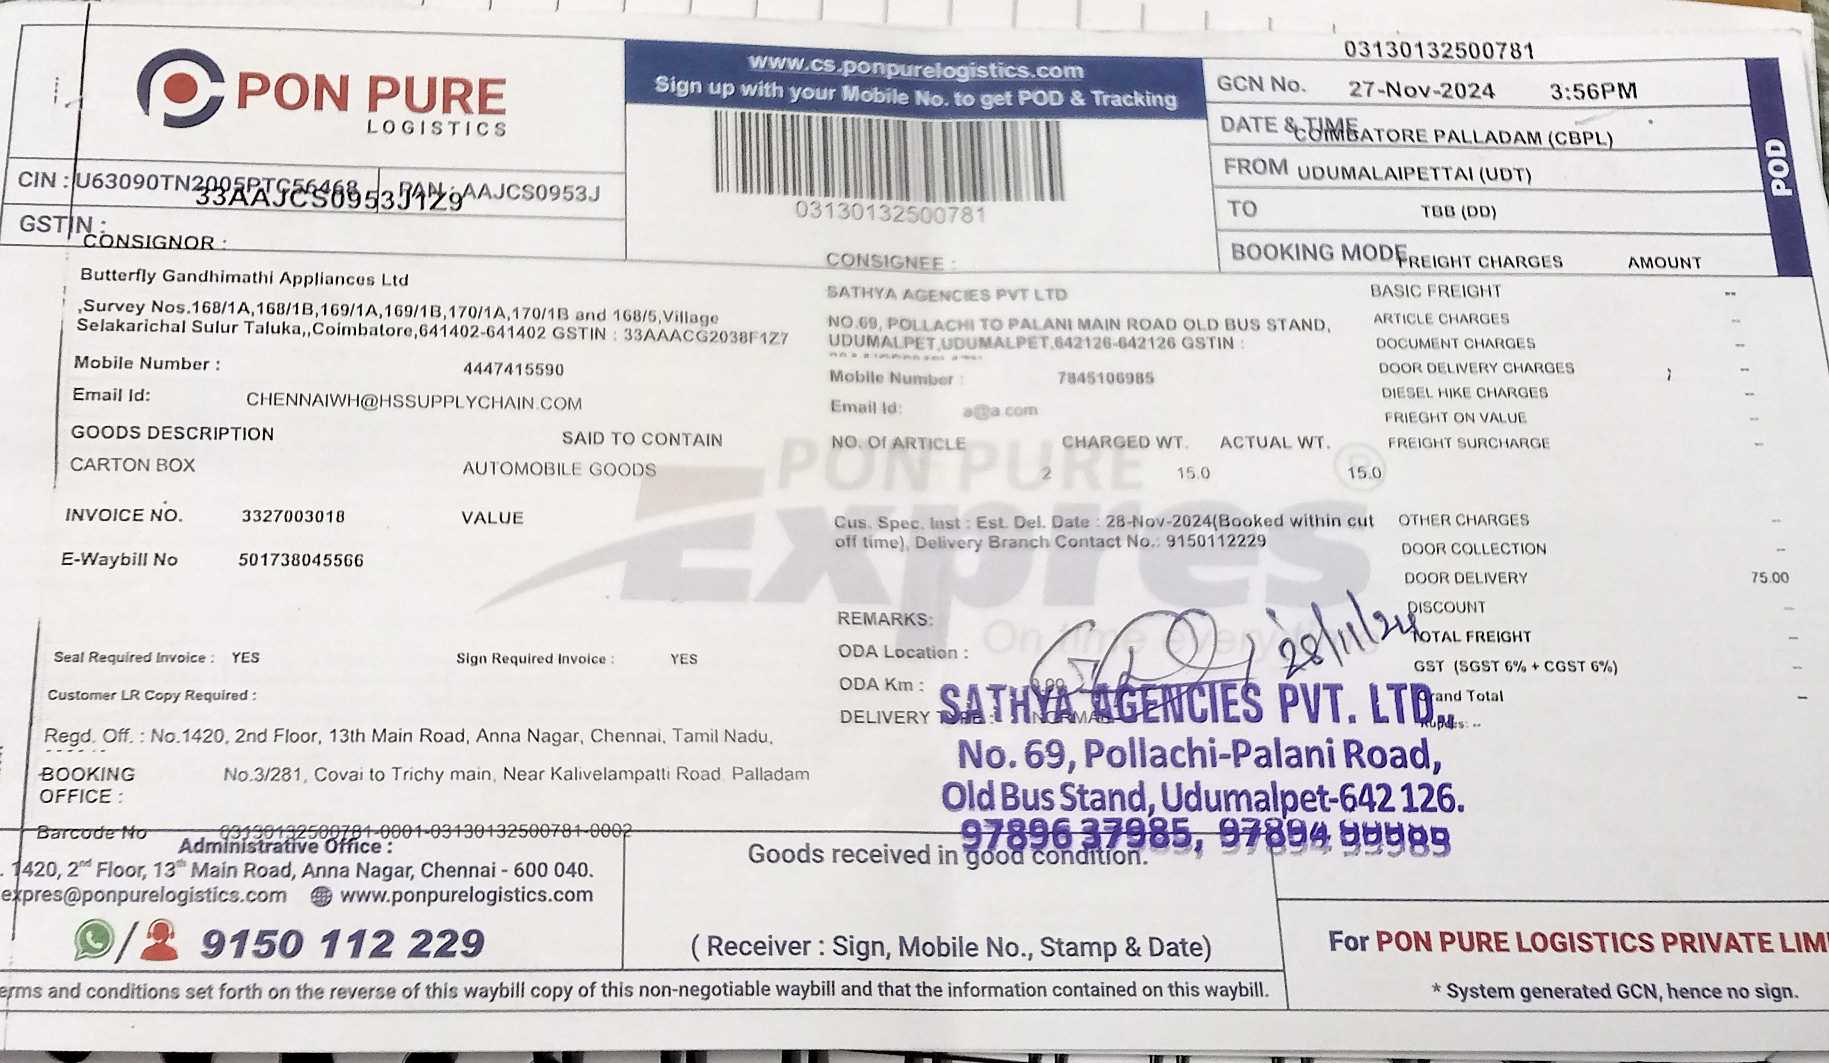 03130132500781
PON PURE
LOGISTICS
www.cs.ponpurelogistics.com
Sign up with your Mobile No. to get POD & Tracking
03130132500781
GCN No. 27-Nov-2024 3:56PM
DATE & TIME COIMBATORE PALLADAM (CBPL)
FROM UDUMALAIPETTAI (UDT)
TO TBB (DD)
BOOKING MODE
POD
CIN : U63090TN2005PTC56468 PAN : AAJCS0953J
33AAJCS0953J1Z9
GSTIN :
CONSIGNOR :
Butterfly Gandhimathi Appliances Ltd
,Survey Nos.168/1A,168/1B,169/1A,169/1B,170/1A,170/1B and 168/5,Village
Selakarichal Sulur Taluka,,Coimbatore,641402-641402 GSTIN : 33AAACG2038F1Z7
Mobile Number : 4447415590
Email Id: CHENNAIWH@HSSUPPLYCHAIN.COM
GOODS DESCRIPTION SAID TO CONTAIN
CARTON BOX AUTOMOBILE GOODS
INVOICE NO. 3327003018 VALUE
E-Waybill No 501738045566
Seal Required Invoice : YES Sign Required Invoice : YES
Customer LR Copy Required :
Regd. Off. : No.1420, 2nd Floor, 13th Main Road, Anna Nagar, Chennai, Tamil Nadu,
BOOKING No.3/281, Covai to Trichy main, Near Kalivelampatti Road, Palladam
OFFICE :
Barcode No 03130132500781-0001-03130132500781-0002
CONSIGNEE :
SATHYA AGENCIES PVT LTD
NO.69, POLLACHI TO PALANI MAIN ROAD OLD BUS STAND,
UDUMALPET,UDUMALPET,642126-642126 GSTIN :
Mobile Number : 7845106985
Email Id: a@a.com
NO. Of ARTICLE CHARGED WT. ACTUAL WT.
2 15.0 15.0
PON PURE
Expres
On time every time
Cus. Spec. Inst : Est. Del. Date : 28-Nov-2024(Booked within cut
off time), Delivery Branch Contact No.: 9150112229
REMARKS:
ODA Location :
ODA Km :
DELIVERY
28/11/24
SATHYA AGENCIES PVT. LTD.,
No. 69, Pollachi-Palani Road,
Old Bus Stand, Udumalpet-642 126.
97896 37985, 97894 99989
FREIGHT CHARGES AMOUNT
BASIC FREIGHT --
ARTICLE CHARGES --
DOCUMENT CHARGES --
DOOR DELIVERY CHARGES --
DIESEL HIKE CHARGES --
FRIEGHT ON VALUE --
FREIGHT SURCHARGE --
OTHER CHARGES --
DOOR COLLECTION --
DOOR DELIVERY 75.00
DISCOUNT --
TOTAL FREIGHT --
GST (SGST 6% + CGST 6%) --
Grand Total --
Rupees: --
Administrative Office :
1420, 2nd Floor, 13th Main Road, Anna Nagar, Chennai - 600 040.
expres@ponpurelogistics.com www.ponpurelogistics.com
9150 112 229
Goods received in good condition.
( Receiver : Sign, Mobile No., Stamp & Date)
For PON PURE LOGISTICS PRIVATE LIM
erms and conditions set forth on the reverse of this waybill copy of this non-negotiable waybill and that the information contained on this waybill.
* System generated GCN, hence no sign.